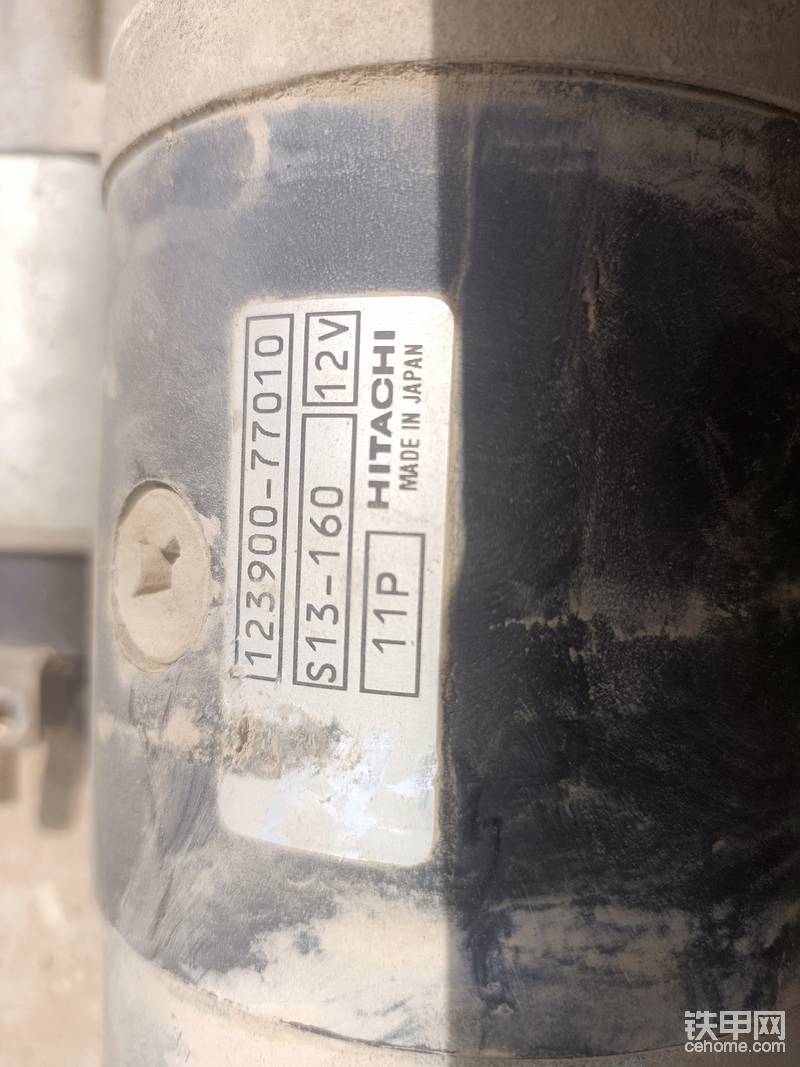 123900-77010
S13-160 12V
11P HITACHI
MADE IN JAPAN
铁甲网
cehome.com